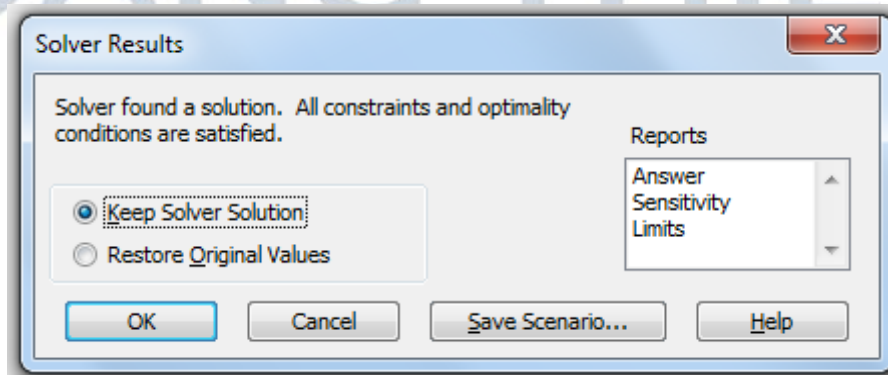 Solver Results
Solver found a solution. All constraints and optimality
conditions are satisfied.
Reports
Answer
Sensitivity
Limits
Keep Solver Solution
Restore Original Values
OK
Cancel
Save Scenario...
Help